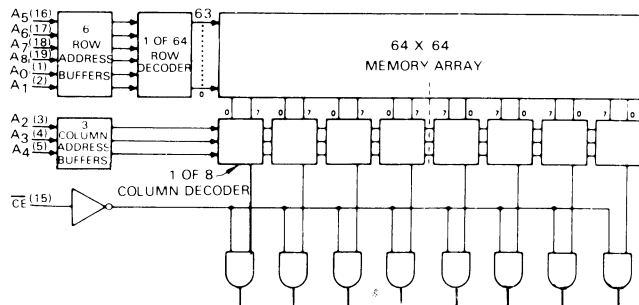 A5 (16)
A6 (17)
A7 (18)
A8 (19)
A0 (1)
A1 (2)
6
ROW
ADDRESS
BUFFERS
1 OF 64
ROW
DECODER
63
0
64 X 64
MEMORY ARRAY
0 7 0 7 0 7 0 7 0 7 0 7 0 7 0 7
A2 (3)
A3 (4)
A4 (5)
3
COLUMN
ADDRESS
BUFFERS
1 OF 8
COLUMN DECODER
CE (15)